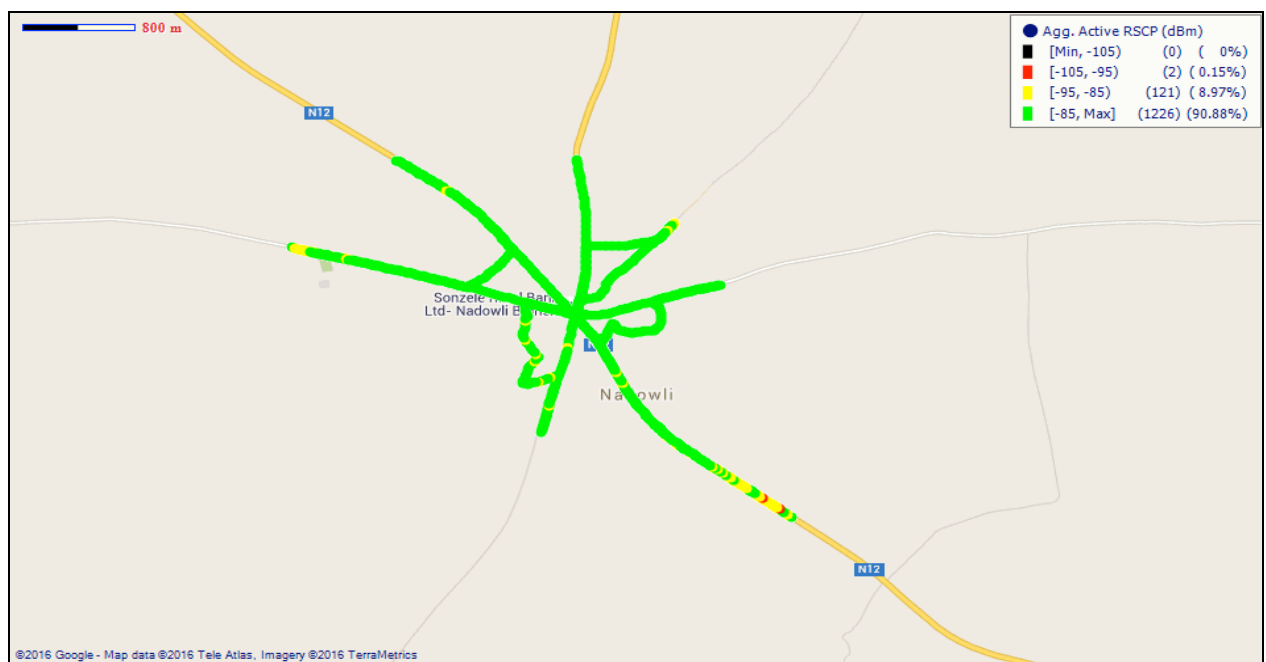 800 m
Agg. Active RSCP (dBm)
[Min, -105) (0) ( 0%)
[-105, -95) (2) ( 0.15%)
[-95, -85) (121) ( 8.97%)
[-85, Max] (1226) (90.88%)
N12
Sonzele
Ltd- Nadowli
N12
©2016 Google - Map data ©2016 Tele Atlas, Imagery ©2016 TerraMetrics